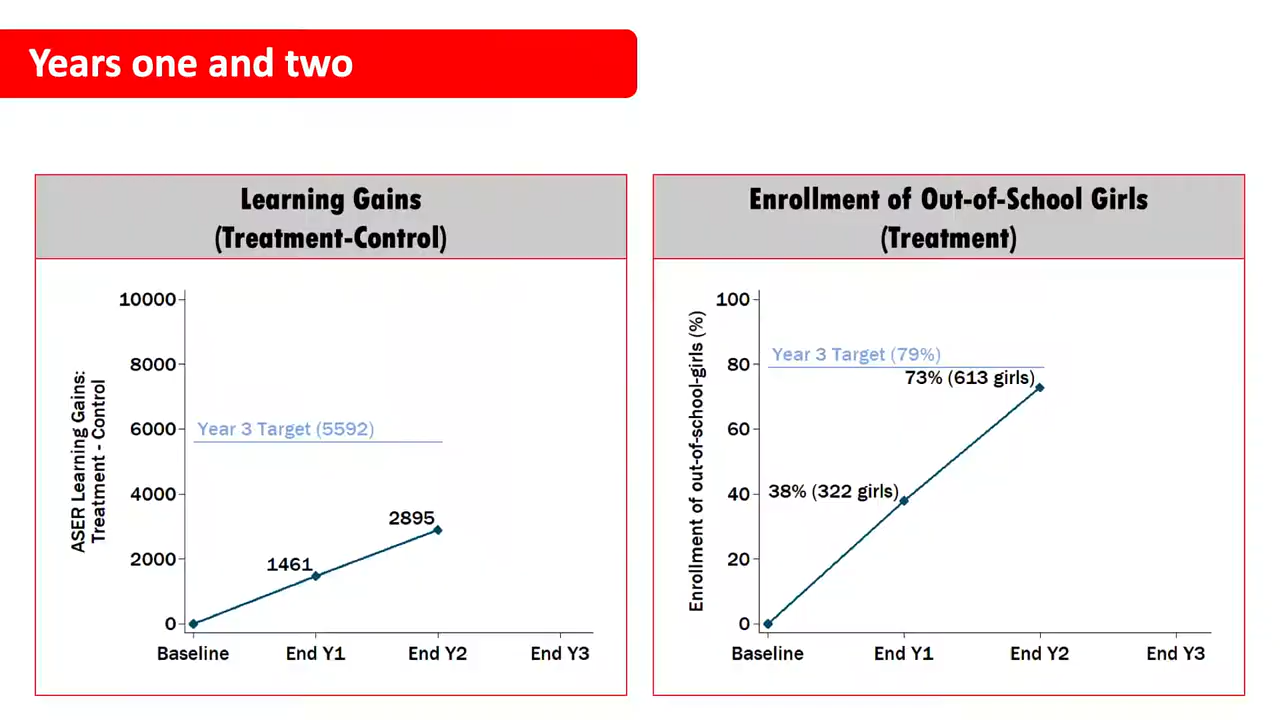 Years one and two
Learning Gains
(Treatment-Control)
ASER Learning Gains:
Treatment - Control
10000
8000
6000
4000
2000
0
Year 3 Target (5592)
1461
2895
Baseline
End Y1
End Y2
End Y3
Enrollment of Out-of-School Girls
(Treatment)
Enrollment of out-of-school-girls (%)
100
80
60
40
20
0
Year 3 Target (79%)
73% (613 girls)
38% (322 girls)
Baseline
End Y1
End Y2
End Y3